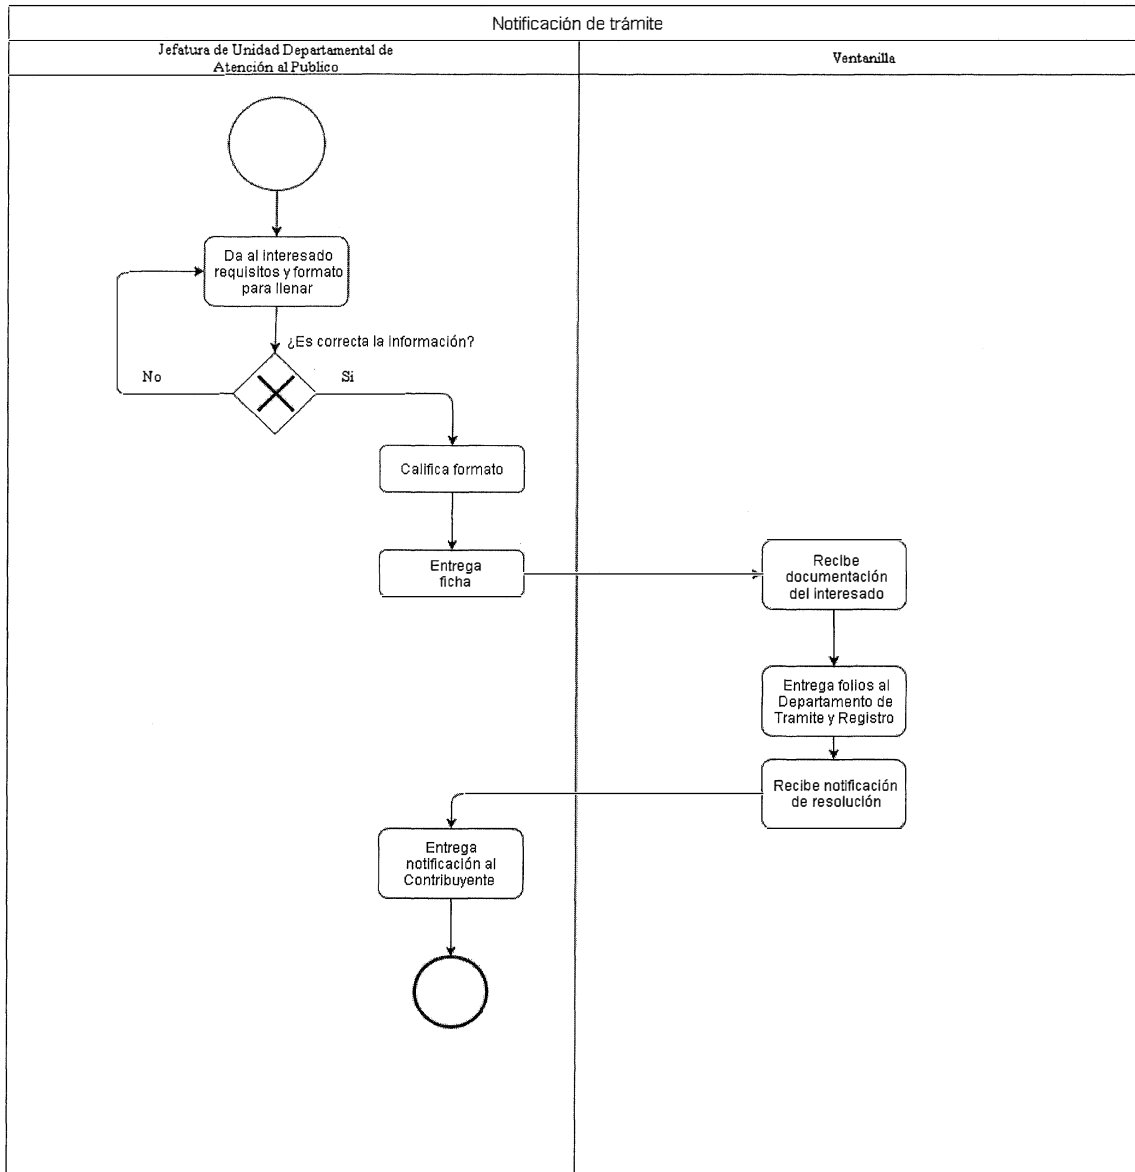 Notificación de trámite
Jefatura de Unidad Departamental de
Atención al Publico
Ventanilla
Da al interesado
requisitos y formato
para llenar
¿Es correcta la información?
No
Si
Califica formato
Entrega
ficha
Recibe
documentación
del interesado
Entrega folios al
Departamento de
Tramite y Registro
Recibe notificación
de resolución
Entrega
notificación al
Contribuyente